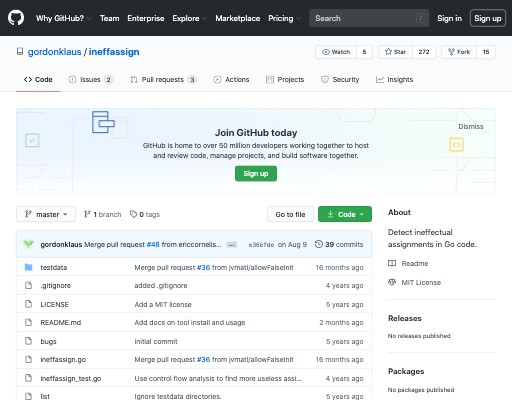 Why GitHub? Team Enterprise Explore Marketplace Pricing Search / Sign in Sign up
gordonklaus / ineffassign Watch 5 Star 272 Fork 15
Code Issues 2 Pull requests 3 Actions Projects Security Insights
Join GitHub today
Dismiss
GitHub is home to over 50 million developers working together to host
and review code, manage projects, and build software together.
Sign up
master 1 branch 0 tags Go to file Code
gordonklaus Merge pull request #48 from ericcornelis... ... e36bfde on Aug 9 39 commits
testdata Merge pull request #36 from jvmatl/allowFalseInit 16 months ago
.gitignore added .gitignore 4 years ago
LICENSE Add a MIT license 5 years ago
README.md Add docs on tool install and usage 2 months ago
bugs initial commit 5 years ago
ineffassign.go Merge pull request #36 from jvmatl/allowFalseInit 16 months ago
ineffassign_test.go Use control flow analysis to find more useless assi... 4 years ago
list Ignore testdata directories. 5 years ago
About
Detect ineffectual
assignments in Go code.
Readme
MIT License
Releases
No releases published
Packages
No packages published